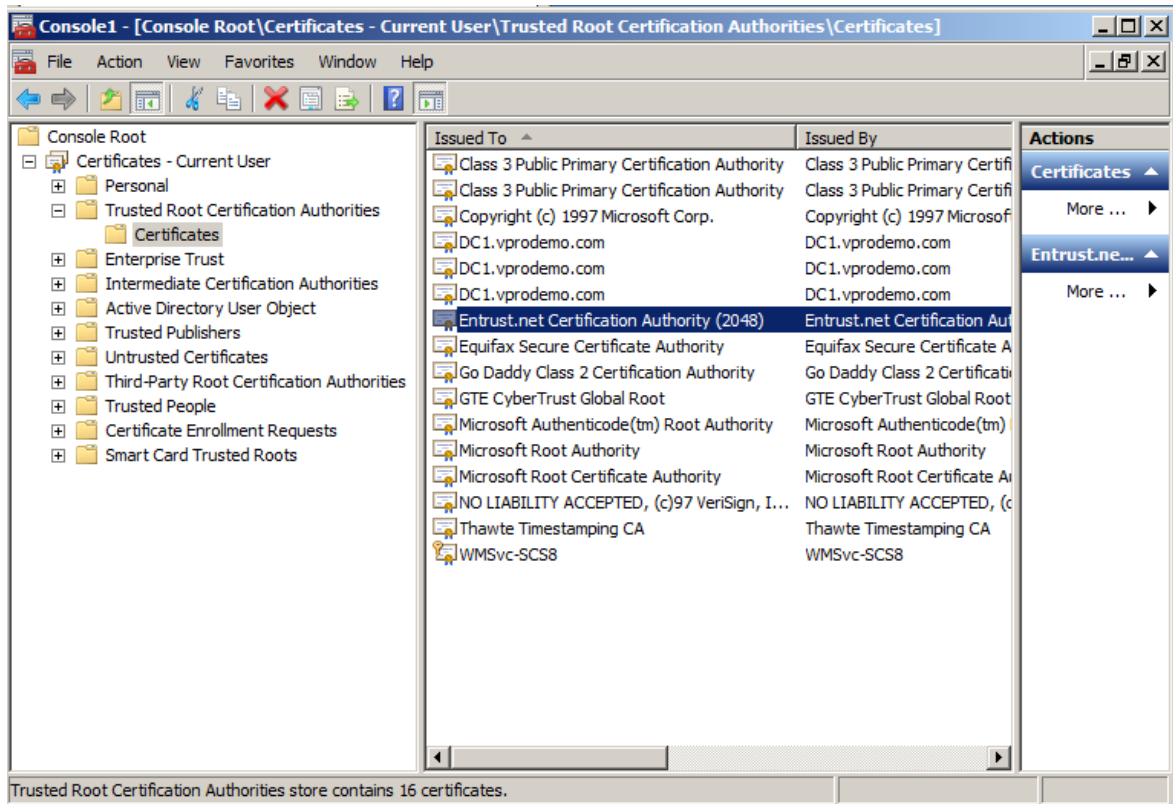 Console1 - [Console Root\Certificates - Current User\Trusted Root Certification Authorities\Certificates]
File Action View Favorites Window Help
Console Root
Certificates - Current User
Personal
Trusted Root Certification Authorities
Certificates
Enterprise Trust
Intermediate Certification Authorities
Active Directory User Object
Trusted Publishers
Untrusted Certificates
Third-Party Root Certification Authorities
Trusted People
Certificate Enrollment Requests
Smart Card Trusted Roots
Issued To Issued By
Class 3 Public Primary Certification Authority Class 3 Public Primary Certifi
Class 3 Public Primary Certification Authority Class 3 Public Primary Certifi
Copyright (c) 1997 Microsoft Corp. Copyright (c) 1997 Microsoft
DC1.vprodemo.com DC1.vprodemo.com
DC1.vprodemo.com DC1.vprodemo.com
DC1.vprodemo.com DC1.vprodemo.com
Entrust.net Certification Authority (2048) Entrust.net Certification Aut
Equifax Secure Certificate Authority Equifax Secure Certificate A
Go Daddy Class 2 Certification Authority Go Daddy Class 2 Certificati
GTE CyberTrust Global Root GTE CyberTrust Global Root
Microsoft Authenticode(tm) Root Authority Microsoft Authenticode(tm)
Microsoft Root Authority Microsoft Root Authority
Microsoft Root Certificate Authority Microsoft Root Certificate Au
NO LIABILITY ACCEPTED, (c)97 VeriSign, I... NO LIABILITY ACCEPTED, (c
Thawte Timestamping CA Thawte Timestamping CA
WMSvc-SCS8 WMSvc-SCS8
Actions
Certificates
More ...
Entrust.ne...
More ...
Trusted Root Certification Authorities store contains 16 certificates.